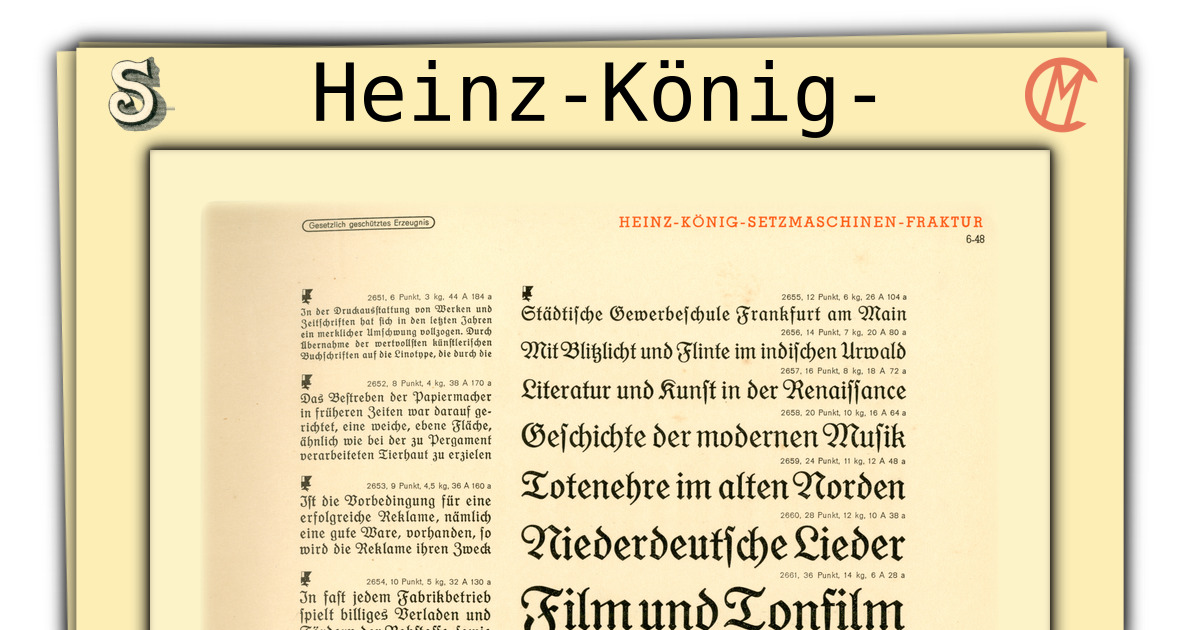 Heinz-König-
Gesetzlich geschütztes Erzeugnis
HEINZ-KÖNIG-SETZMASCHINEN-FRAKTUR
6-48
2651, 6 Punkt, 3 kg, 44 A 184 a
In der Druckausſtattung von Werken und
Zeitſchriften hat ſich in den letzten Jahren
ein merklicher Umſchwung vollzogen. Durch
Übernahme der wertvollſten künſtleriſchen
Buchſchriften auf die Linotype, die durch die
2652, 8 Punkt, 4 kg, 38 A 170 a
Das Beſtreben der Papiermacher
in früheren Zeiten war darauf ge-
richtet, eine weiche, ebene Fläche,
ähnlich wie bei der zu Pergament
verarbeiteten Tierhaut zu erzielen
2653, 9 Punkt, 4,5 kg, 36 A 160 a
Iſt die Vorbedingung für eine
erfolgreiche Reklame, nämlich
eine gute Ware, vorhanden, ſo
wird die Reklame ihren Zweck
2654, 10 Punkt, 5 kg, 32 A 130 a
In faſt jedem Fabrikbetrieb
ſpielt billiges Verladen und
2655, 12 Punkt, 6 kg, 26 A 104 a
Städtiſche Gewerbeſchule Frankfurt am Main
2656, 14 Punkt, 7 kg, 20 A 80 a
Mit Blitzlicht und Flinte im indiſchen Urwald
2657, 16 Punkt, 8 kg, 18 A 72 a
Literatur und Kunſt in der Renaiſſance
2658, 20 Punkt, 10 kg, 16 A 64 a
Geſchichte der modernen Muſik
2659, 24 Punkt, 11 kg, 12 A 48 a
Totenehre im alten Norden
2660, 28 Punkt, 12 kg, 10 A 38 a
Niederdeutſche Lieder
2661, 36 Punkt, 14 kg, 6 A 28 a
Film und Tonfilm